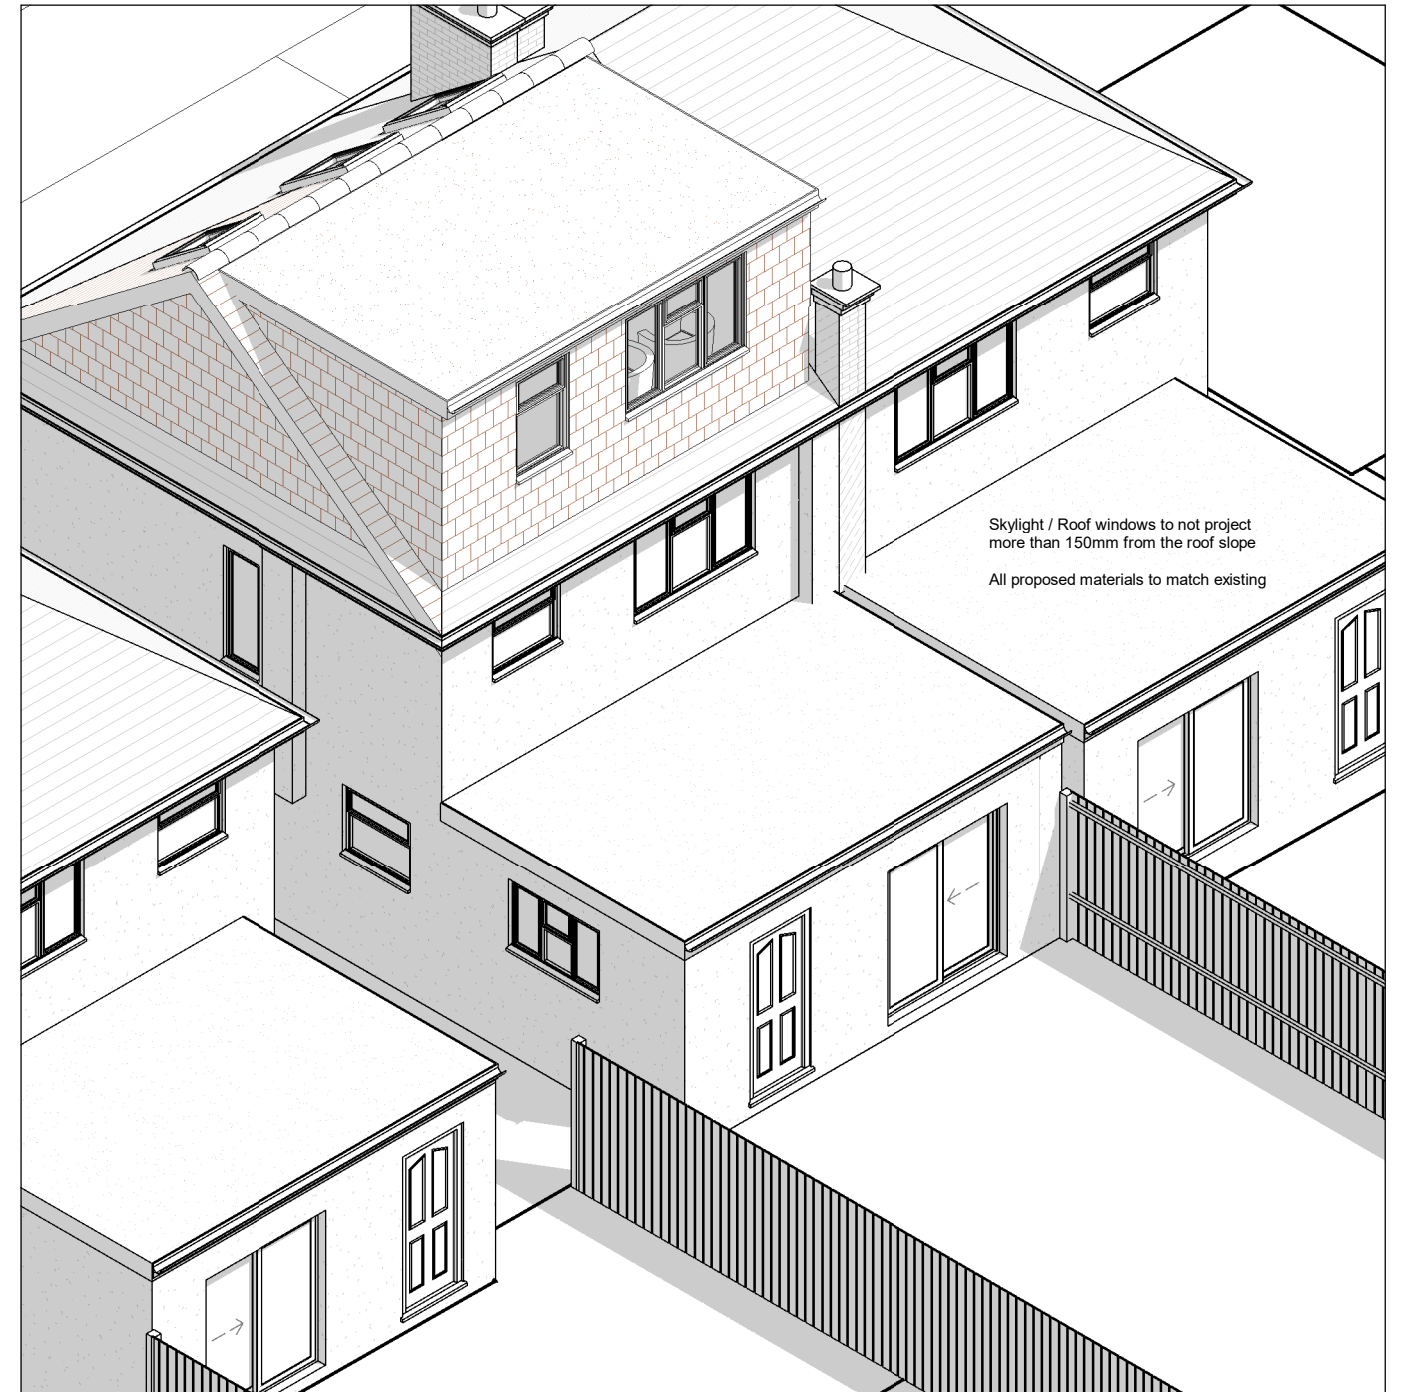 Skylight / Roof windows to not project
more than 150mm from the roof slope
All proposed materials to match existing